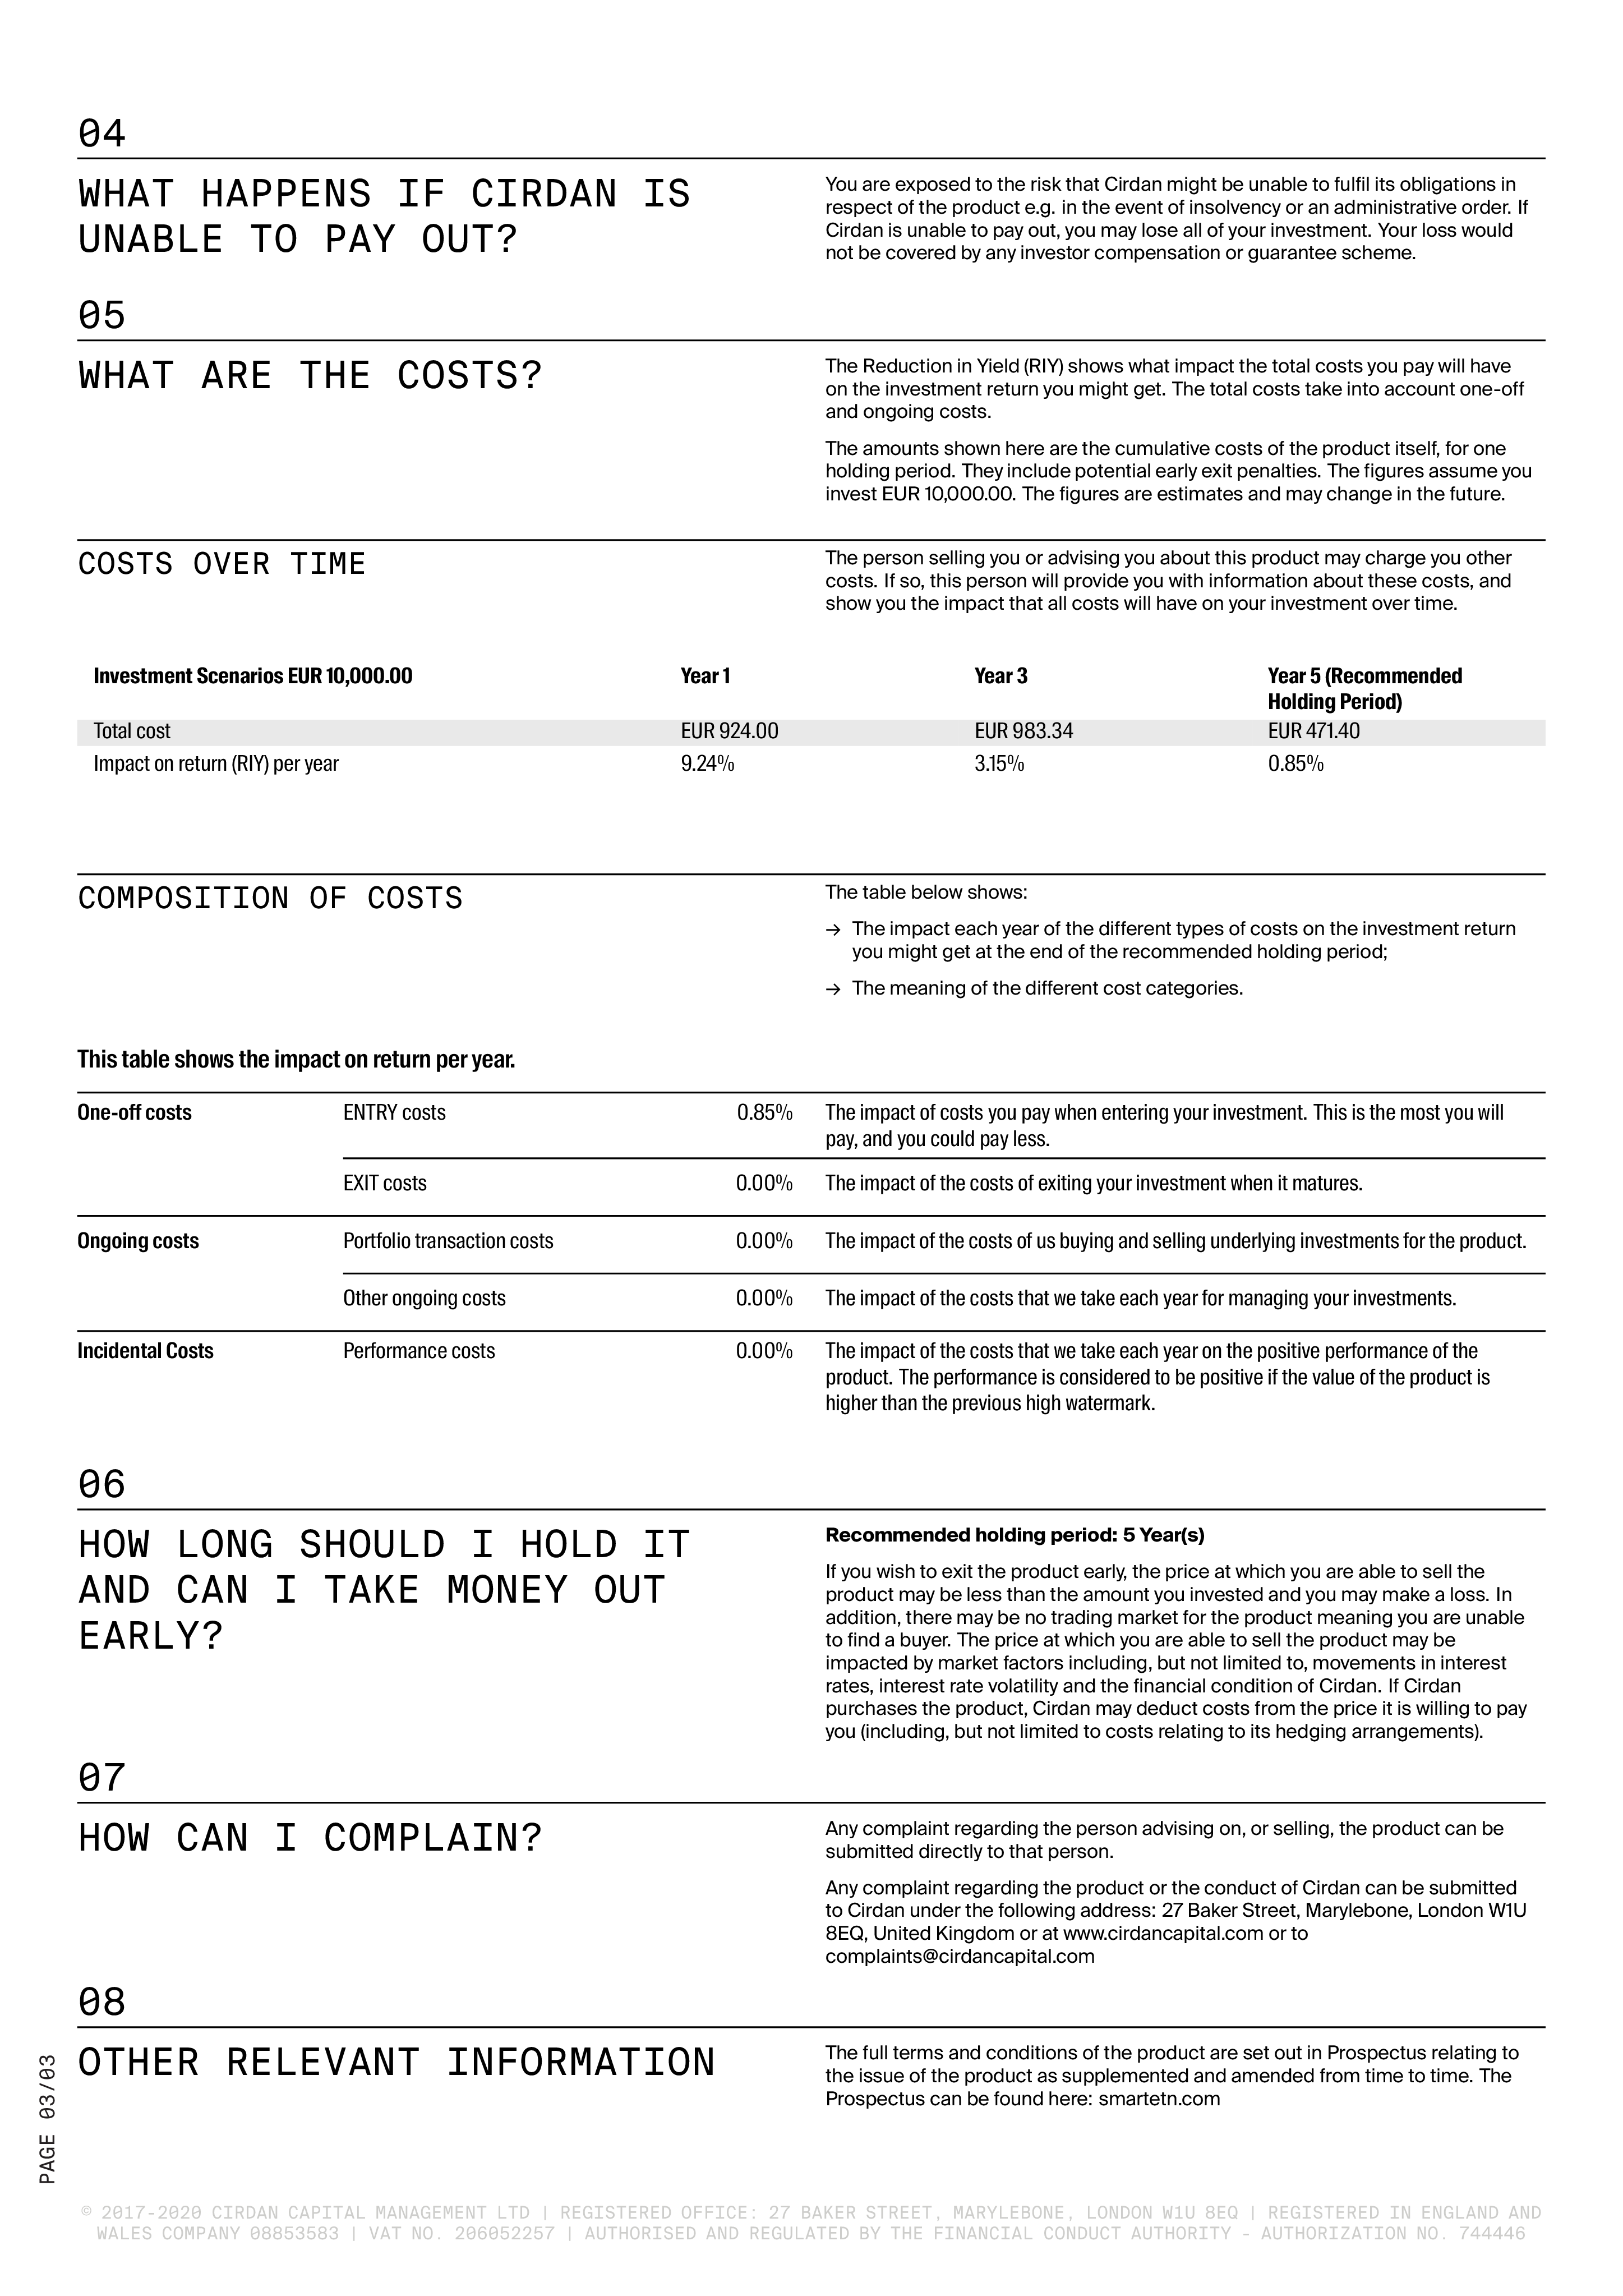 04
WHAT HAPPENS IF CIRDAN IS
UNABLE TO PAY OUT?
You are exposed to the risk that Cirdan might be unable to fulfil its obligations in
respect of the product e.g. in the event of insolvency or an administrative order. If
Cirdan is unable to pay out, you may lose all of your investment. Your loss would
not be covered by any investor compensation or guarantee scheme.
05
WHAT ARE THE COSTS?
The Reduction in Yield (RIY) shows what impact the total costs you pay will have
on the investment return you might get. The total costs take into account one-off
and ongoing costs.
The amounts shown here are the cumulative costs of the product itself, for one
holding period. They include potential early exit penalties. The figures assume you
invest EUR 10,000.00. The figures are estimates and may change in the future.
COSTS OVER TIME
The person selling you or advising you about this product may charge you other
costs. If so, this person will provide you with information about these costs, and
show you the impact that all costs will have on your investment over time.
Investment Scenarios EUR 10,000.00 Year 1 Year 3 Year 5 (Recommended
Holding Period)
Total cost EUR 924.00 EUR 983.34 EUR 471.40
Impact on return (RIY) per year 9.24% 3.15% 0.85%
COMPOSITION OF COSTS
The table below shows:
→ The impact each year of the different types of costs on the investment return
you might get at the end of the recommended holding period;
→ The meaning of the different cost categories.
This table shows the impact on return per year.
One-off costs ENTRY costs 0.85% The impact of costs you pay when entering your investment. This is the most you will
pay, and you could pay less.
EXIT costs 0.00% The impact of the costs of exiting your investment when it matures.
Ongoing costs Portfolio transaction costs 0.00% The impact of the costs of us buying and selling underlying investments for the product.
Other ongoing costs 0.00% The impact of the costs that we take each year for managing your investments.
Incidental Costs Performance costs 0.00% The impact of the costs that we take each year on the positive performance of the
product. The performance is considered to be positive if the value of the product is
higher than the previous high watermark.
06
HOW LONG SHOULD I HOLD IT
AND CAN I TAKE MONEY OUT
EARLY?
Recommended holding period: 5 Year(s)
If you wish to exit the product early, the price at which you are able to sell the
product may be less than the amount you invested and you may make a loss. In
addition, there may be no trading market for the product meaning you are unable
to find a buyer. The price at which you are able to sell the product may be
impacted by market factors including, but not limited to, movements in interest
rates, interest rate volatility and the financial condition of Cirdan. If Cirdan
purchases the product, Cirdan may deduct costs from the price it is willing to pay
you (including, but not limited to costs relating to its hedging arrangements).
07
HOW CAN I COMPLAIN?
Any complaint regarding the person advising on, or selling, the product can be
submitted directly to that person.
Any complaint regarding the product or the conduct of Cirdan can be submitted
to Cirdan under the following address: 27 Baker Street, Marylebone, London W1U
8EQ, United Kingdom or at www.cirdancapital.com or to
complaints@cirdancapital.com
08
OTHER RELEVANT INFORMATION
The full terms and conditions of the product are set out in Prospectus relating to
the issue of the product as supplemented and amended from time to time. The
Prospectus can be found here: smartetn.com
PAGE 03/03
© 2017-2020 CIRDAN CAPITAL MANAGEMENT LTD | REGISTERED OFFICE: 27 BAKER STREET, MARYLEBONE, LONDON W1U 8EQ | REGISTERED IN ENGLAND AND
WALES COMPANY 08853583 | VAT NO. 206052257 | AUTHORISED AND REGULATED BY THE FINANCIAL CONDUCT AUTHORITY - AUTHORIZATION NO. 744446